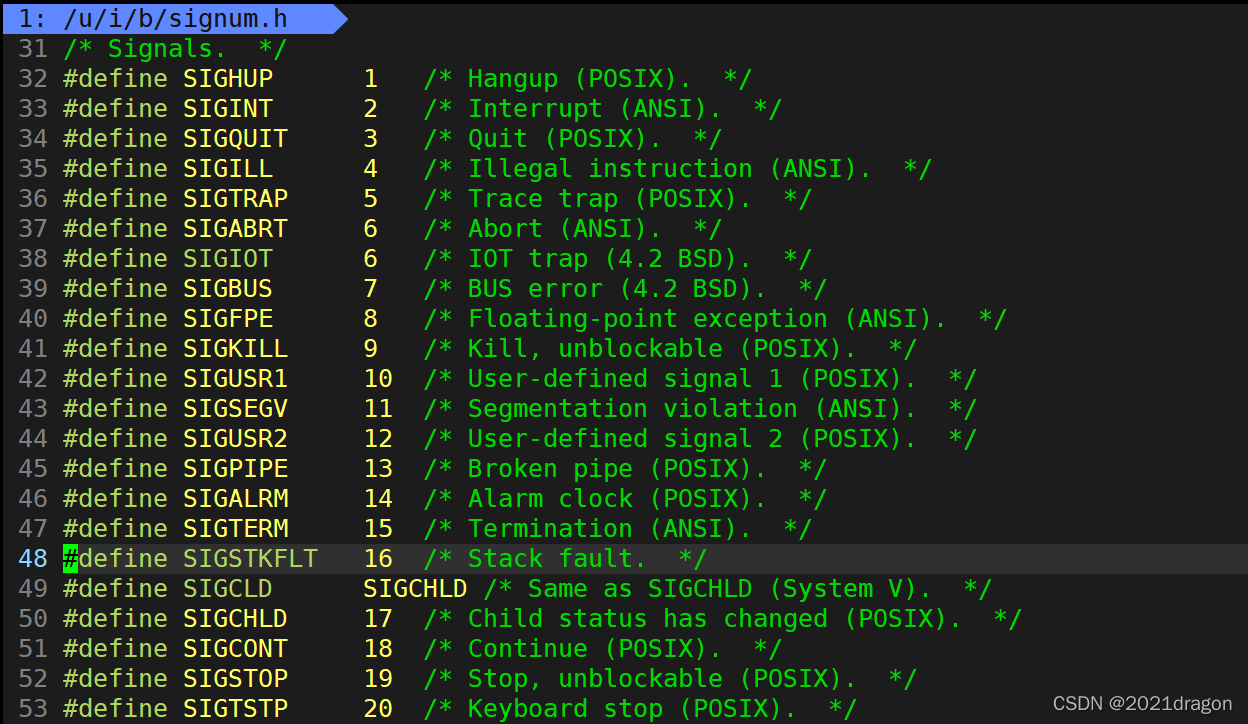 1: /u/i/b/signum.h
31 /* Signals.  */
32 #define SIGHUP      1   /* Hangup (POSIX).  */
33 #define SIGINT      2   /* Interrupt (ANSI).  */
34 #define SIGQUIT     3   /* Quit (POSIX).  */
35 #define SIGILL      4   /* Illegal instruction (ANSI).  */
36 #define SIGTRAP     5   /* Trace trap (POSIX).  */
37 #define SIGABRT     6   /* Abort (ANSI).  */
38 #define SIGIOT      6   /* IOT trap (4.2 BSD).  */
39 #define SIGBUS      7   /* BUS error (4.2 BSD).  */
40 #define SIGFPE      8   /* Floating-point exception (ANSI).  */
41 #define SIGKILL     9   /* Kill, unblockable (POSIX).  */
42 #define SIGUSR1     10  /* User-defined signal 1 (POSIX).  */
43 #define SIGSEGV     11  /* Segmentation violation (ANSI).  */
44 #define SIGUSR2     12  /* User-defined signal 2 (POSIX).  */
45 #define SIGPIPE     13  /* Broken pipe (POSIX).  */
46 #define SIGALRM     14  /* Alarm clock (POSIX).  */
47 #define SIGTERM     15  /* Termination (ANSI).  */
48 #define SIGSTKFLT   16  /* Stack fault.  */
49 #define SIGCLD      SIGCHLD /* Same as SIGCHLD (System V).  */
50 #define SIGCHLD     17  /* Child status has changed (POSIX).  */
51 #define SIGCONT     18  /* Continue (POSIX).  */
52 #define SIGSTOP     19  /* Stop, unblockable (POSIX).  */
53 #define SIGTSTP     20  /* Keyboard stop (POSIX).  */
CSDN @2021dragon